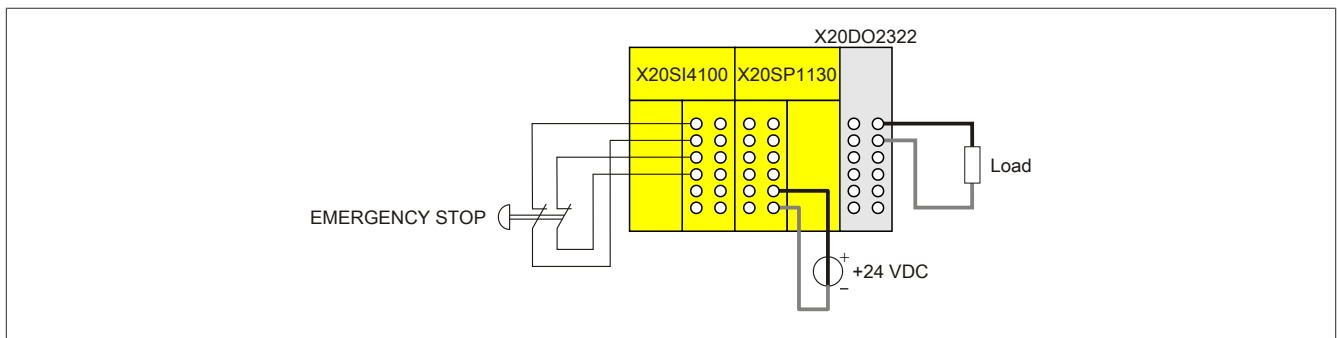 X20DO2322
X20SI4100 X20SP1130
Load
EMERGENCY STOP
+
+24 VDC
−